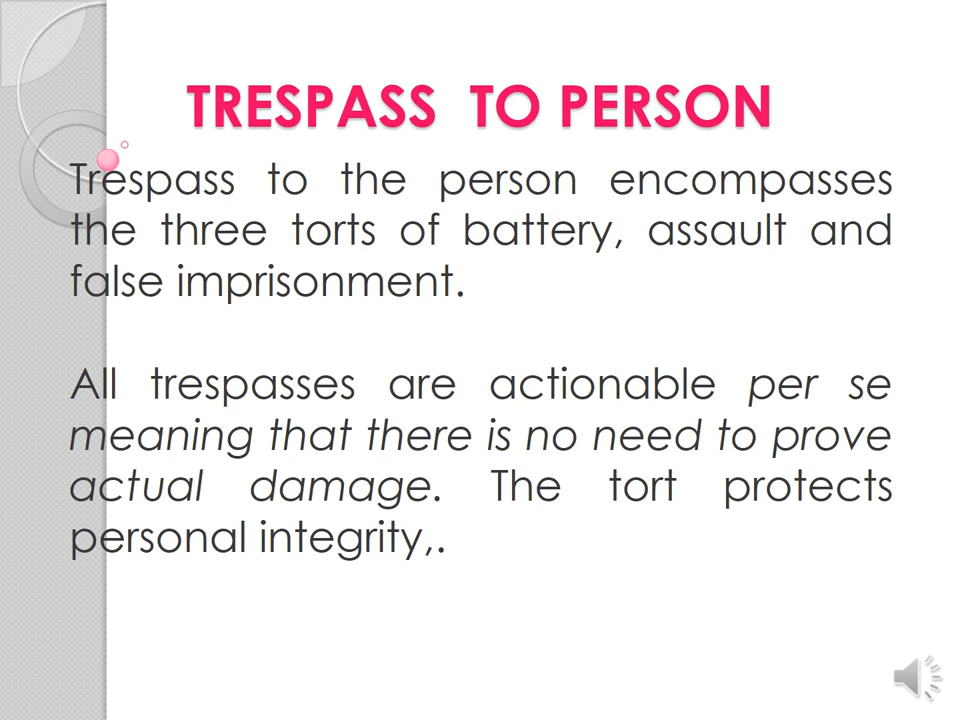 TRESPASS TO PERSON
Trespass to the person encompasses
the three torts of battery, assault and
false imprisonment.
All trespasses are actionable per se
meaning that there is no need to prove
actual damage. The tort protects
personal integrity,.